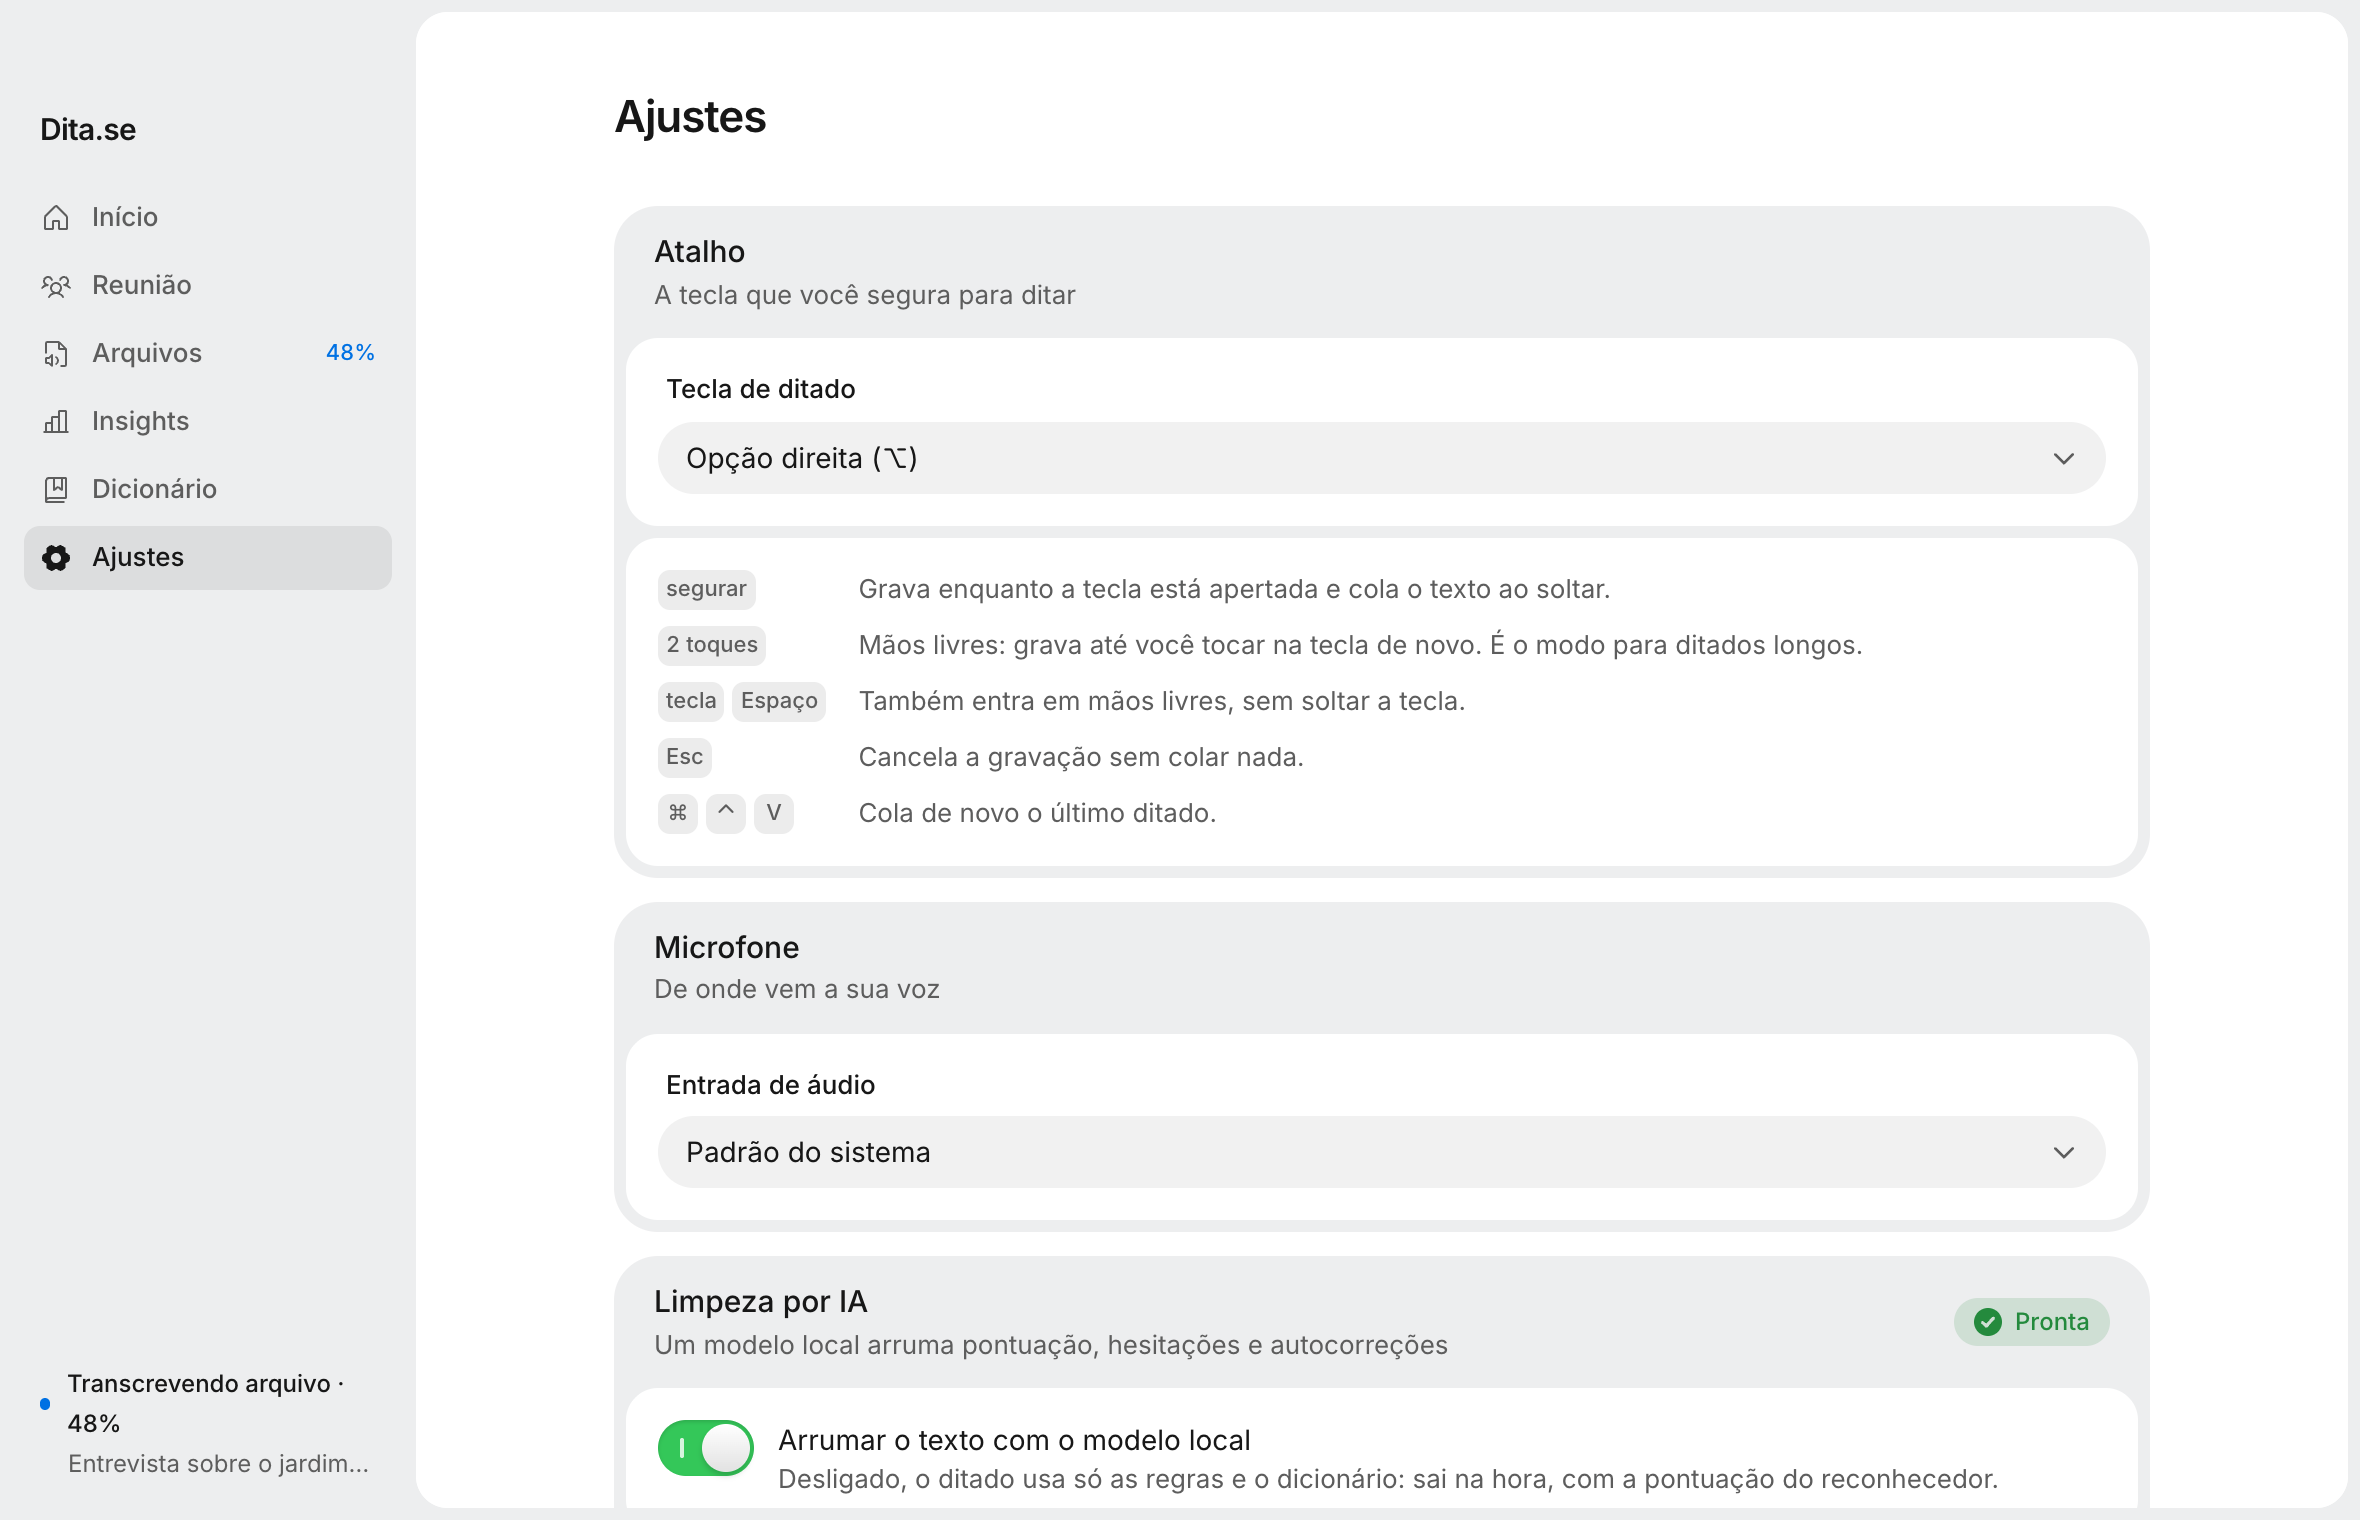 Dita.se
Início
Reunião
Arquivos 48%
Insights
Dicionário
Ajustes
Transcrevendo arquivo ·
48%
Entrevista sobre o jardim...
Ajustes
Atalho
A tecla que você segura para ditar
Tecla de ditado
Opção direita (⌥)
segurar Grava enquanto a tecla está apertada e cola o texto ao soltar.
2 toques Mãos livres: grava até você tocar na tecla de novo. É o modo para ditados longos.
tecla Espaço Também entra em mãos livres, sem soltar a tecla.
Esc Cancela a gravação sem colar nada.
⌘ ^ V Cola de novo o último ditado.
Microfone
De onde vem a sua voz
Entrada de áudio
Padrão do sistema
Limpeza por IA
Pronta
Um modelo local arruma pontuação, hesitações e autocorreções
Arrumar o texto com o modelo local
Desligado, o ditado usa só as regras e o dicionário: sai na hora, com a pontuação do reconhecedor.